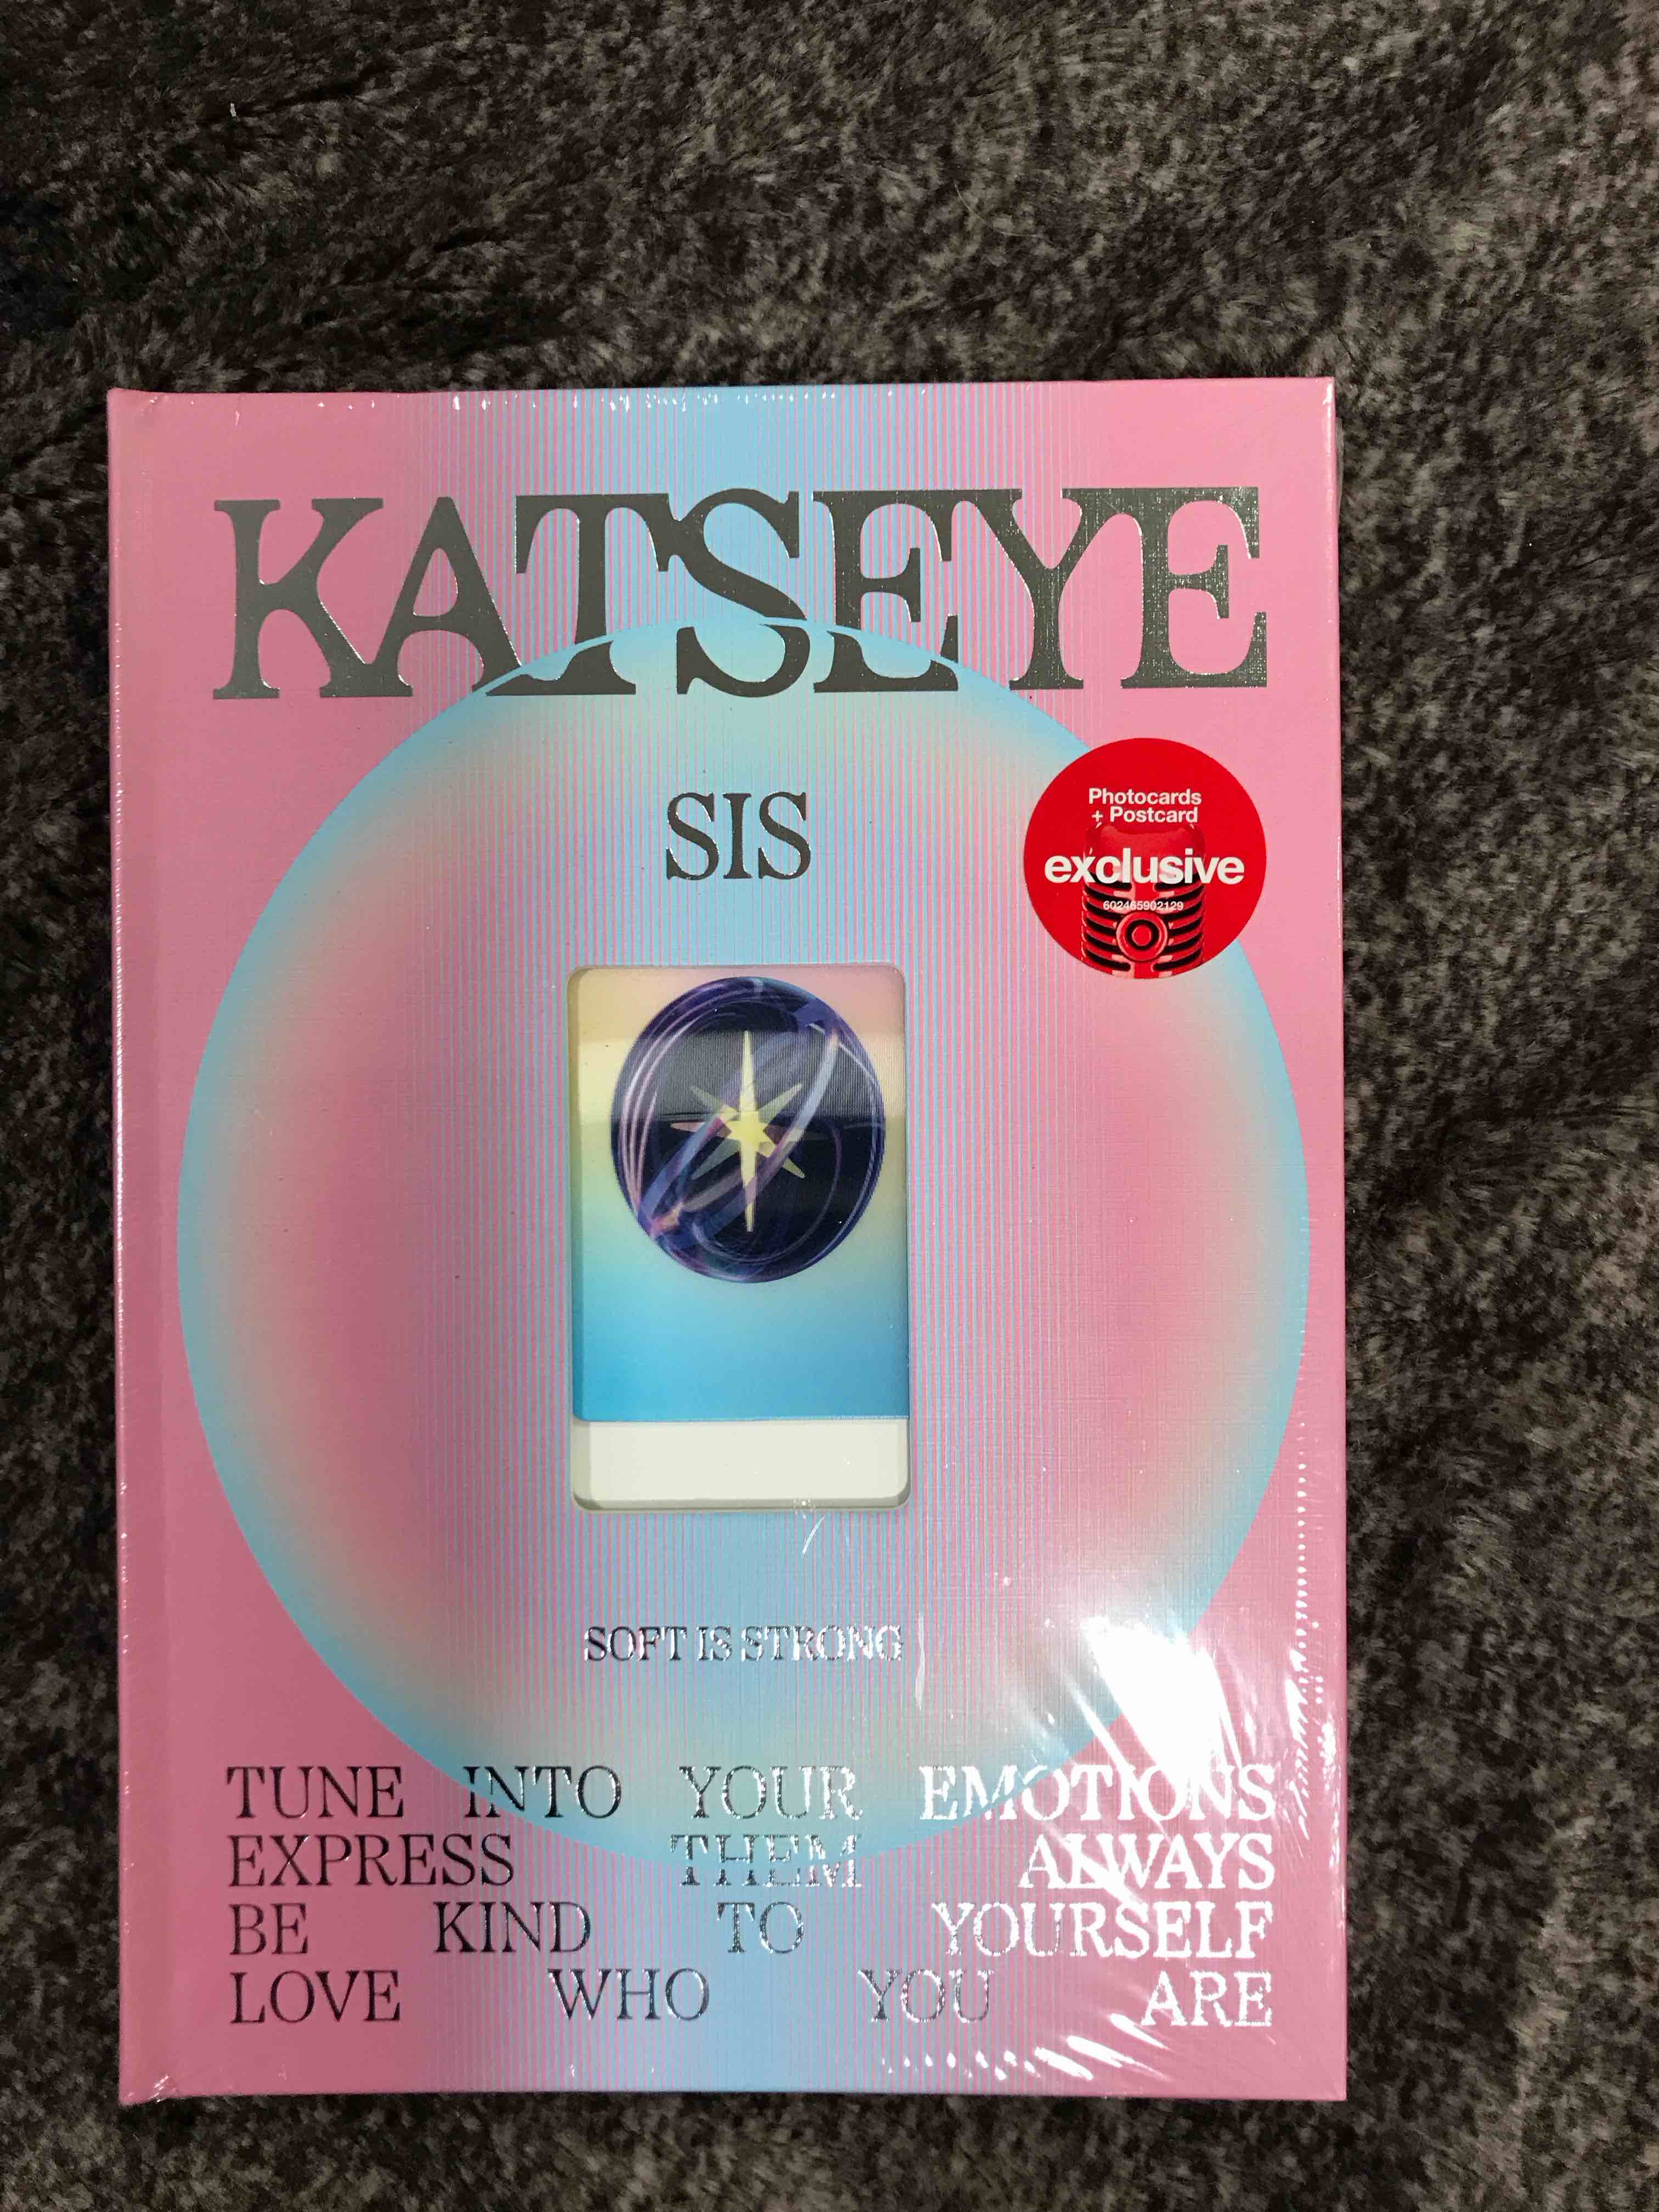 KATSEYE
SIS
Photocards
+ Postcard
exclusive
602465902129
SOFT IS STRONG
TUNE INTO YOUR EMOTIONS
EXPRESS THEM ALWAYS
BE KIND TO YOURSELF
LOVE WHO YOU ARE